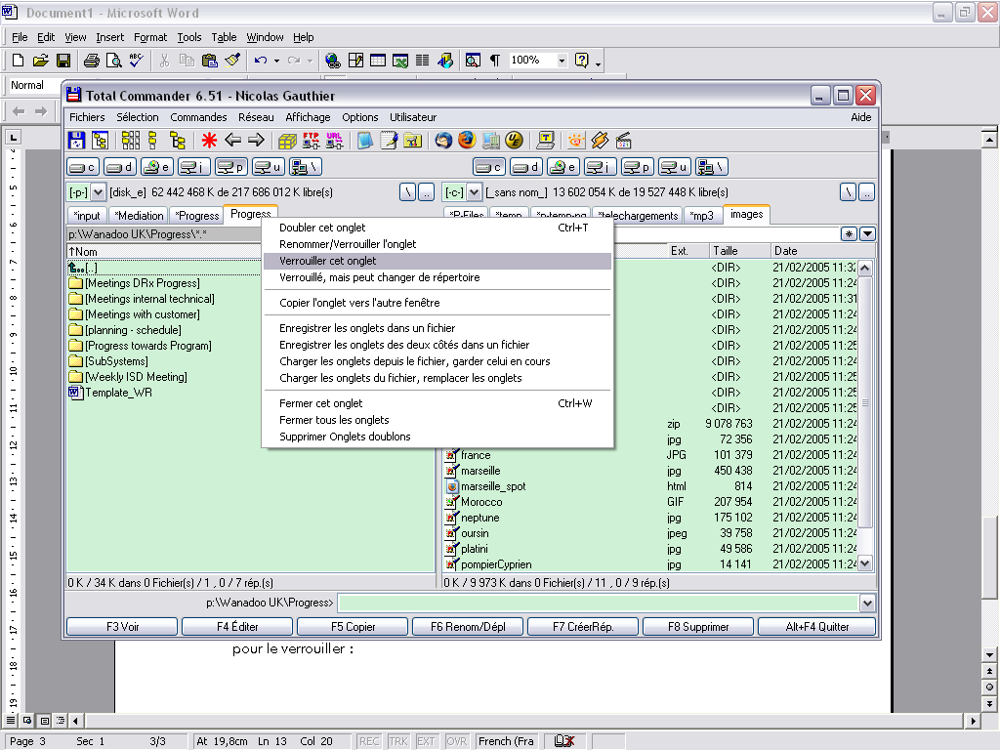 Document1 - Microsoft Word
File Edit View Insert Format Tools Table Window Help
100%
Normal
Total Commander 6.51 - Nicolas Gauthier
Fichiers Sélection Commandes Réseau Affichage Options Utilisateur Aide
FTP URL
c d e i p u \ c d e i p u \
[-p-] [disk_e] 62 442 468 K de 217 686 012 K libre(s) \ .. [-c-] [_sans nom_] 13 602 054 K de 19 527 448 K libre(s) \ ..
*input *Mediation *Progress Progress *P-Files *temp p-temp-pg *telechargements *mp3 images
p:\Wanadoo UK\Progress\*.* *
↑Nom Ext. Taille Date
Doubler cet onglet Ctrl+T
Renommer/Verrouiller l'onglet
Verrouiller cet onglet
Verrouillé, mais peut changer de répertoire
Copier l'onglet vers l'autre fenêtre
Enregistrer les onglets dans un fichier
Enregistrer les onglets des deux côtés dans un fichier
Charger les onglets depuis le fichier, garder celui en cours
Charger les onglets du fichier, remplacer les onglets
Fermer cet onglet Ctrl+W
Fermer tous les onglets
Supprimer Onglets doublons
[..]
[Meetings DRx Progress]
[Meetings internal technical]
[Meetings with customer]
[planning - schedule]
[Progress towards Program]
[SubSystems]
[Weekly ISD Meeting]
Template_WR
<DIR> 21/02/2005 11:32
<DIR> 21/02/2005 11:24
<DIR> 21/02/2005 11:31
<DIR> 21/02/2005 11:24
<DIR> 21/02/2005 11:24
<DIR> 21/02/2005 11:25
<DIR> 21/02/2005 11:25
<DIR> 21/02/2005 11:25
<DIR> 21/02/2005 11:24
<DIR> 21/02/2005 11:25
zip 9 078 763 21/02/2005 11:24
jpg 72 356 21/02/2005 11:24
france JPG 101 379 21/02/2005 11:24
marseille jpg 450 438 21/02/2005 11:24
marseille_spot html 814 21/02/2005 11:24
Morocco GIF 207 954 21/02/2005 11:24
neptune jpg 175 102 21/02/2005 11:24
oursin jpeg 39 758 21/02/2005 11:24
platini jpg 49 586 21/02/2005 11:24
pompierCyprien jpg 14 141 21/02/2005 11:24
0 K / 34 K dans 0 Fichier(s) / 1 , 0 / 7 rép.(s) 0 K / 9 973 K dans 0 Fichier(s) / 11 , 0 / 9 rép.(s)
p:\Wanadoo UK\Progress>
F3 Voir F4 Éditer F5 Copier F6 Renom/Dépl F7 CréerRép. F8 Supprimer Alt+F4 Quitter
pour le verrouiller :
Page 3 Sec 1 3/3 At 19,8cm Ln 13 Col 20 REC TRK EXT OVR French (Fra